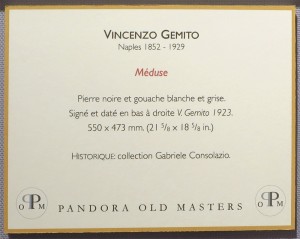 VINCENZO GEMITO
Naples 1852 - 1929
Méduse
Pierre noire et gouache blanche et grise.
Signé et daté en bas à droite V. Gemito 1923.
550 x 473 mm. (21 5/8 x 18 5/8 in.)
HISTORIQUE: collection Gabriele Consolazio.
P
O M
PANDORA OLD MASTERS
P
O M